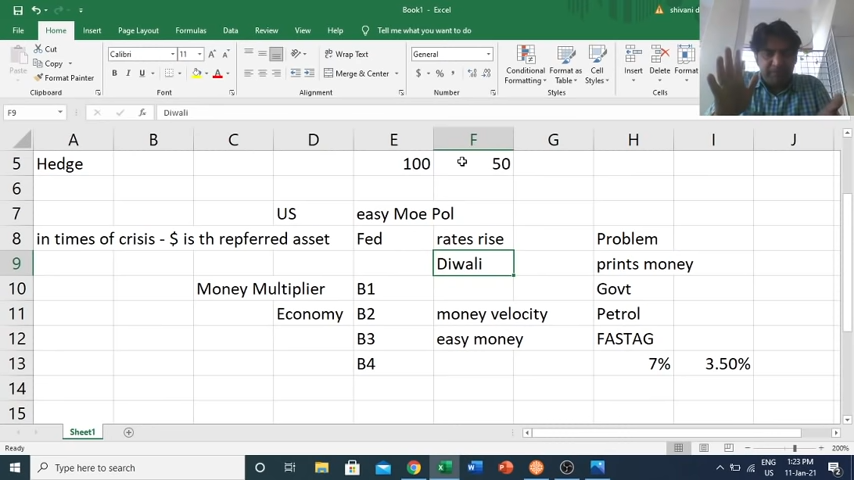 Book1 - Excel
shivani d
File Home Insert Page Layout Formulas Data Review View Help Tell me what you want to do
Cut
Copy
Format Painter
Paste
Clipboard
Calibri 11
B I U
Font
Wrap Text
Merge & Center
Alignment
General
$ % ,
Number
Conditional Formatting
Format as Table
Cell Styles
Styles
Insert Delete Format
Cells
F9 fx Diwali
A B C D E F G H I J
5 Hedge 100 50
6
7 US easy Moe Pol
8 in times of crisis - $ is th repferred asset Fed rates rise Problem
9 Diwali prints money
10 Money Multiplier B1 Govt
11 Economy B2 money velocity Petrol
12 B3 easy money FASTAG
13 B4 7% 3.50%
14
15
Sheet1
Ready 200%
Type here to search
ENG US
1:23 PM
11-Jan-21
2